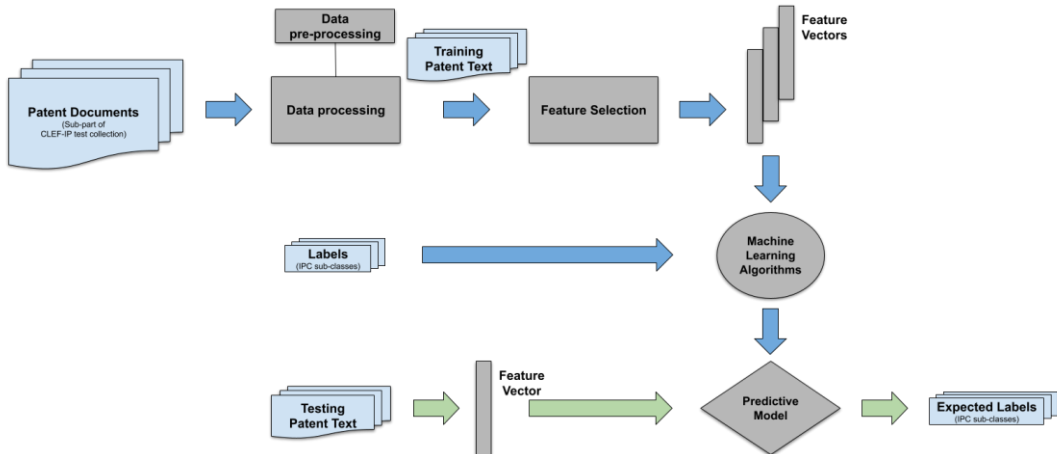 Data
pre-processing
Training
Patent Text
Feature
Vectors
Patent Documents
(Sub-part of
CLEF-IP test collection)
Data processing
Feature Selection
Labels
(IPC sub-classes)
Machine
Learning
Algorithms
Testing
Patent Text
Feature
Vector
Predictive
Model
Expected Labels
(IPC sub-classes)